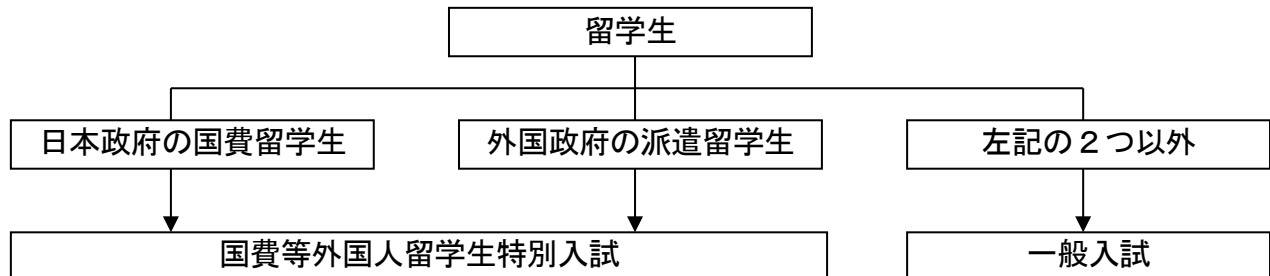 留学生
日本政府の国費留学生
外国政府の派遣留学生
左記の２つ以外
国費等外国人留学生特別入試
一般入試